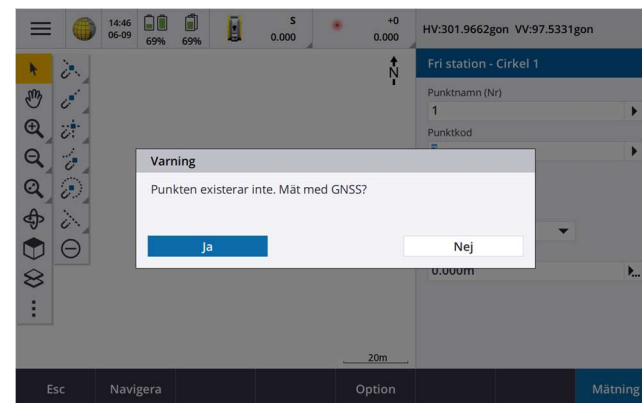 14:46
06-09
69%
69%
S
0.000
+0
0.000
HV:301.9662gon VV:97.5331gon
N
Fri station - Cirkel 1
Punktnamn (Nr)
1
Punktkod
Varning
Punkten existerar inte. Mät med GNSS?
Ja
Nej
0.000m
20m
Esc
Navigera
Option
Mätning